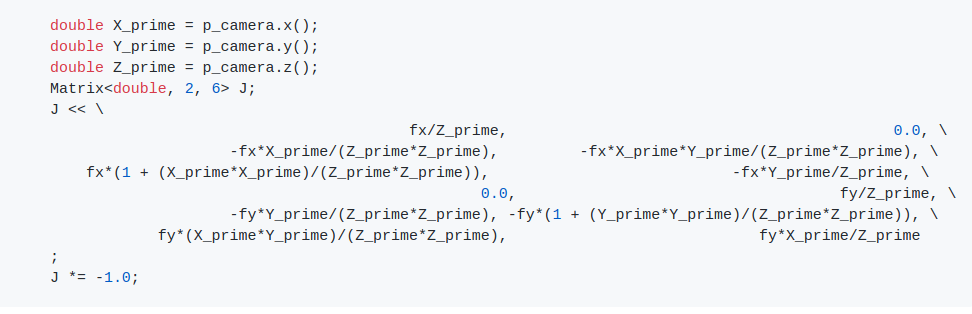 double X_prime = p_camera.x();
double Y_prime = p_camera.y();
double Z_prime = p_camera.z();
Matrix<double, 2, 6> J;
J << \
fx/Z_prime, 0.0, \
-fx*X_prime/(Z_prime*Z_prime), -fx*X_prime*Y_prime/(Z_prime*Z_prime), \
fx*(1 + (X_prime*X_prime)/(Z_prime*Z_prime)), -fx*Y_prime/Z_prime, \
0.0, fy/Z_prime, \
-fy*Y_prime/(Z_prime*Z_prime), -fy*(1 + (Y_prime*Y_prime)/(Z_prime*Z_prime)), \
fy*(X_prime*Y_prime)/(Z_prime*Z_prime), fy*X_prime/Z_prime
;
J *= -1.0;